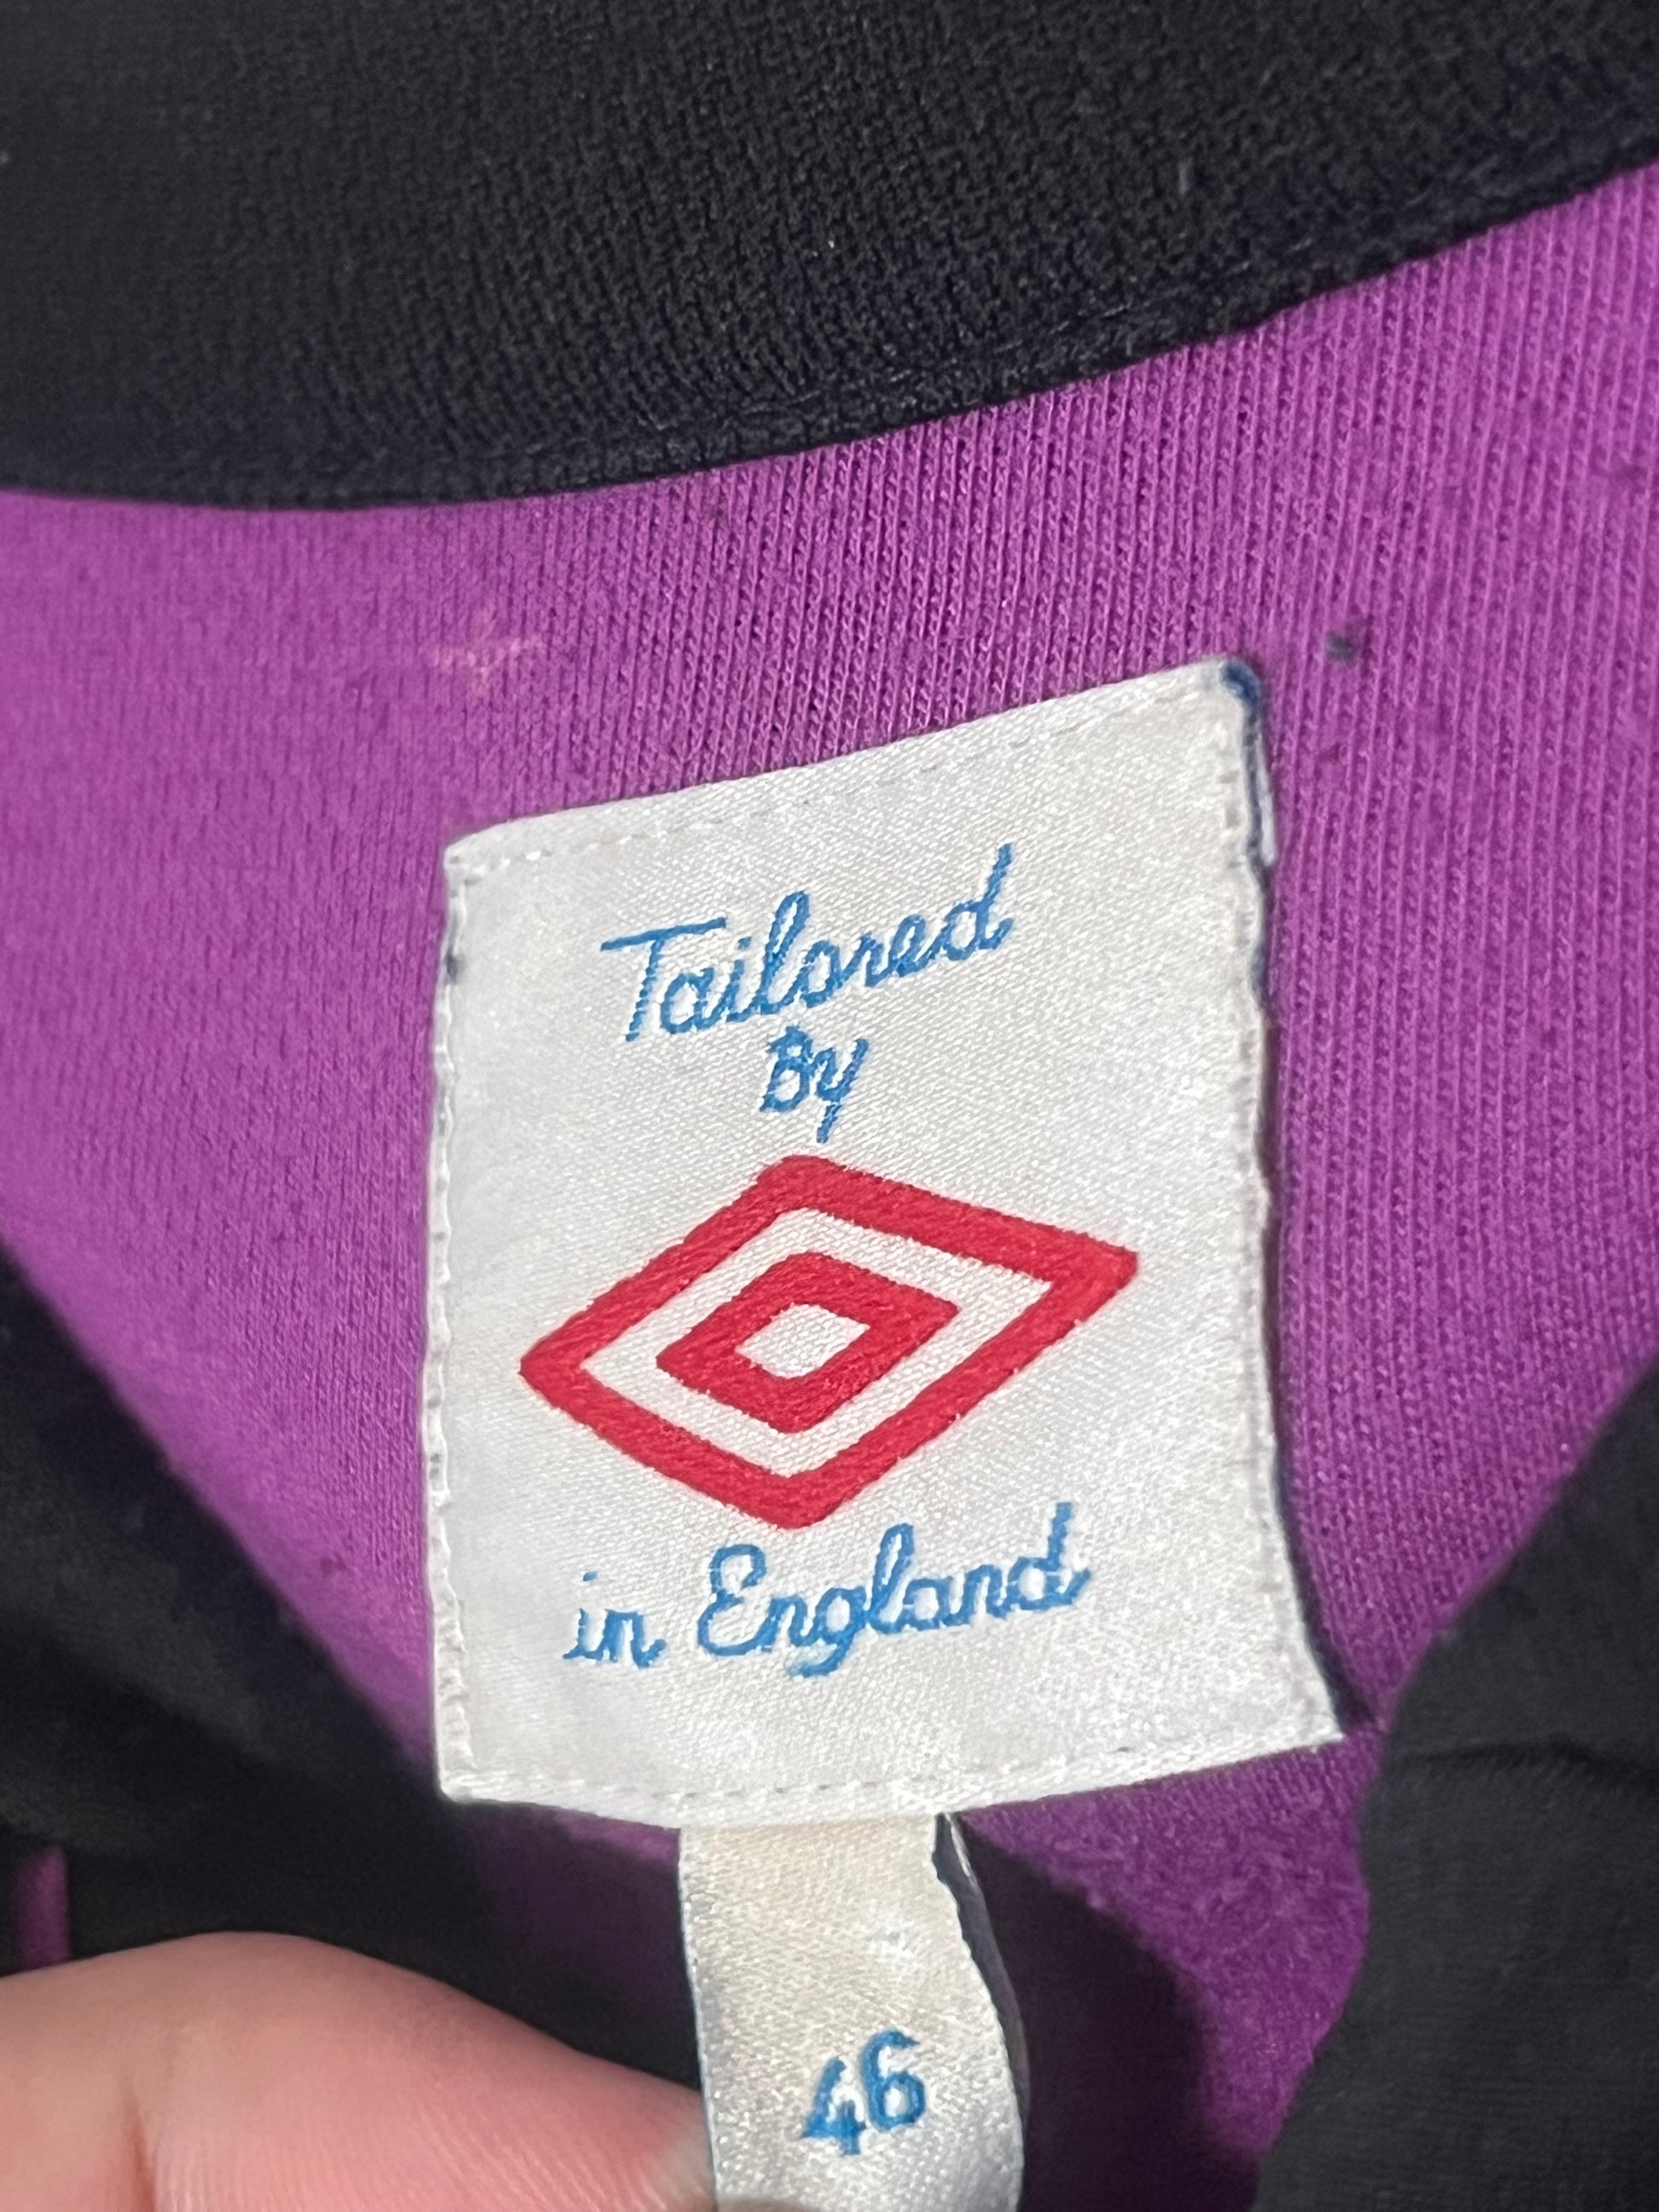 Tailored
By
in England
46